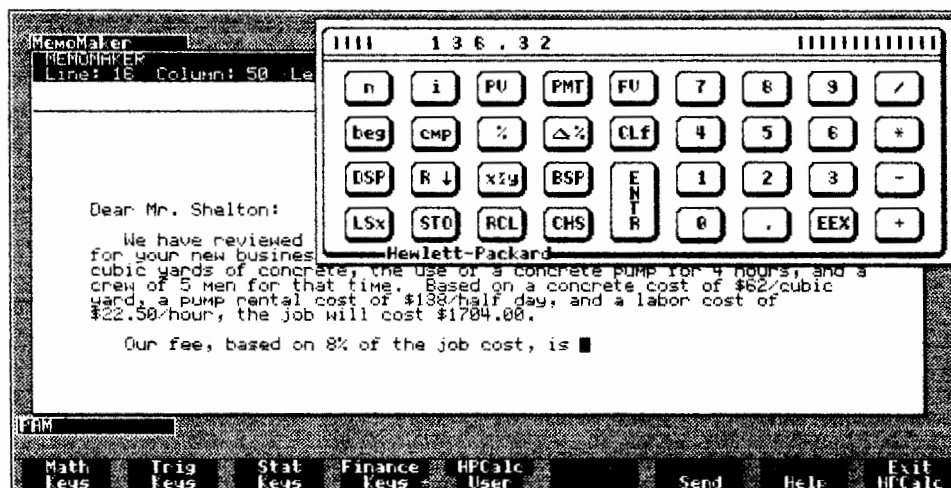 MemoMaker
MEMOMAKER
Line: 16 Column: 50 Le
136.32
n i PV PMT FV 7 8 9 /
beg CMP % Δ% CLf 4 5 6 *
DSP R ↓ x≷y BSP ENTR 1 2 3 -
LSx STO RCL CHS 0 . EEX +
Hewlett-Packard
Dear Mr. Shelton:
We have reviewed
for your new busines
cubic yards of concrete, the use of a concrete pump for 4 hours, and a
crew of 5 men for that time. Based on a concrete cost of $62/cubic
yard, a pump rental cost of $138/half day, and a labor cost of
$22.50/hour, the job will cost $1704.00.
Our fee, based on 8% of the job cost, is
PAM
Math Keys Trig Keys Stat Keys Finance Keys HPCalc User Send Help Exit HPCalc